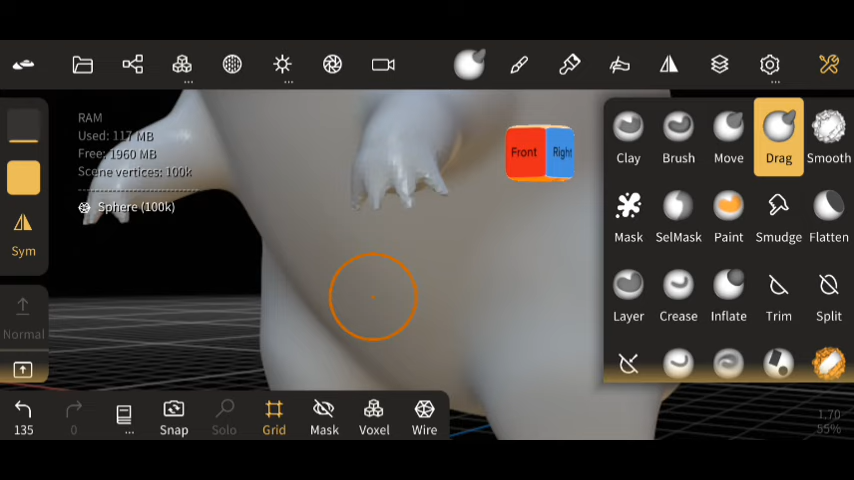 RAM
Used: 117 MB
Free: 1960 MB
Scene vertices: 100k
Sphere (100k)
Front
Right
Sym
Normal
Clay
Brush
Move
Drag
Smooth
Mask
SelMask
Paint
Smudge
Flatten
Layer
Crease
Inflate
Trim
Split
135
0
...
Snap
Solo
Grid
Mask
Voxel
Wire
1.70
55%